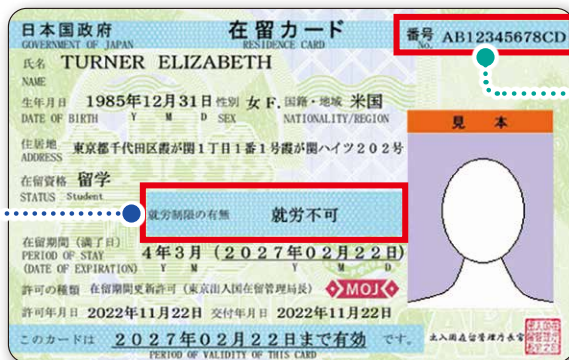 日本国政府 在留カード 番号 AB12345678CD
GOVERNMENT OF JAPAN RESIDENCE CARD No.
氏名 TURNER ELIZABETH
NAME
生年月日 1985年12月31日 性別 女 F. 国籍・地域 米国
DATE OF BIRTH Y M D SEX NATIONALITY/REGION
見本
住居地 東京都千代田区霞が関1丁目1番1号霞が関ハイツ202号
ADDRESS
在留資格 留学
STATUS Student
就労制限の有無 就労不可
在留期間(満了日) 4年3月(2027年02月22日)
PERIOD OF STAY Y M Y M D
(DATE OF EXPIRATION)
許可の種類 在留期間更新許可(東京出入国在留管理局長) MOJ
許可年月日 2022年11月22日 交付年月日 2022年11月22日
このカードは 2027年02月22日まで有効 です。
PERIOD OF VALIDITY OF THIS CARD
出入国在留管理庁長官